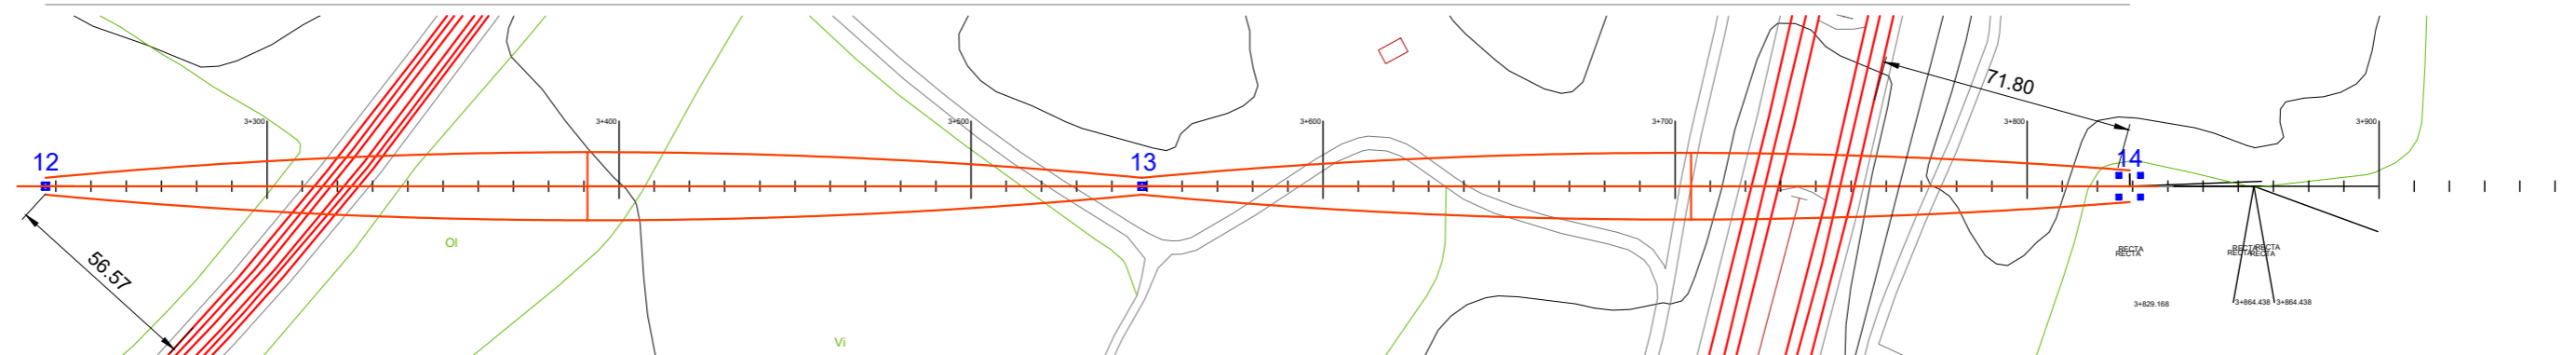 71.80
3+300
3+400
3+500
3+600
3+700
3+800
3+900
12
13
14
56.57
Ol
Vi
RECTA
RECTA
RECTA
RECTA
RECTA
RECTA
3+829.168
3+864.438
3+864.438